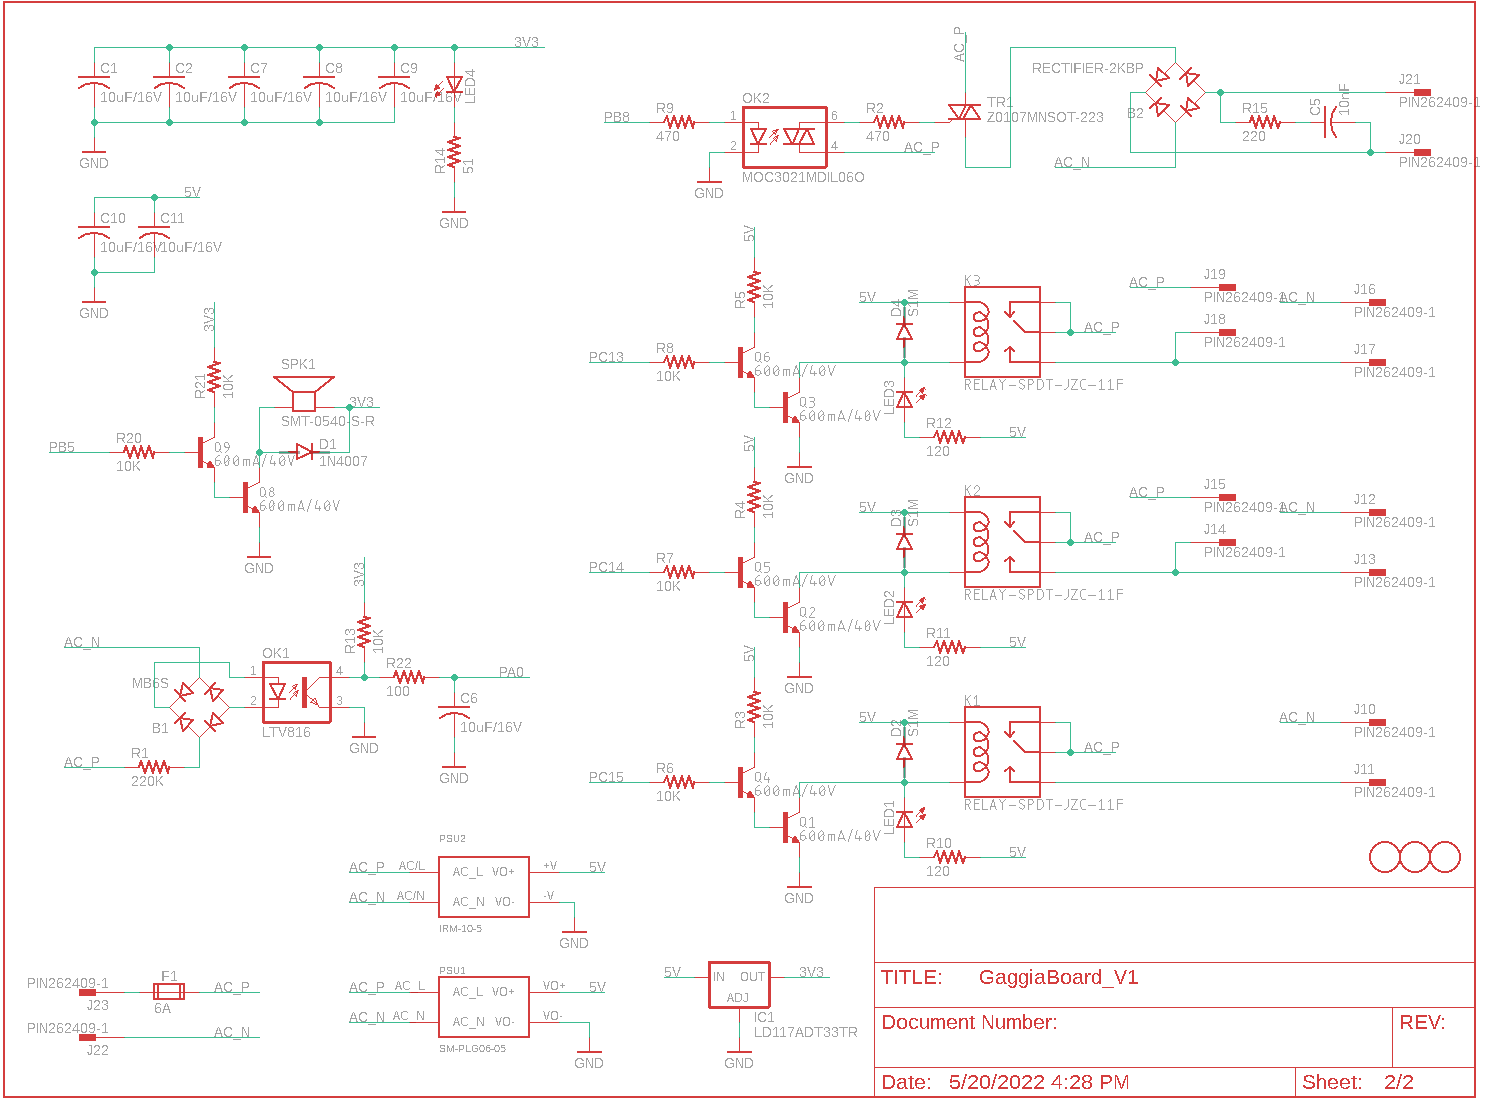 3V3
C1
C2
C7
C8
C9
10uF/16V
10uF/16V
10uF/16V
10uF/16V
10uF/16V
LED4
R14
51
GND
GND
5V
C10
C11
10uF/16V
10uF/16V
GND
3V3
R21
10K
SPK1
3V3
SMT-0540-S-R
PB5
R20
10K
Q9
600mA/40V
D1
1N4007
Q8
600mA/40V
GND
3V3
AC_N
R13
10K
OK1
MB6S
B1
1
2
4
3
LTV816
R22
100
PA0
C6
10uF/16V
GND
GND
AC_P
R1
220K
PSU2
AC_P
AC/L
AC_L
VO+
+V
5V
AC_N
AC/N
AC_N
VO-
-V
IRM-10-5
GND
PIN262409-1
J23
F1
6A
AC_P
PIN262409-1
J22
AC_N
PSU1
AC_P
AC_L
AC_L
VO+
VO+
5V
AC_N
AC_N
AC_N
VO-
VO-
SM-PLG06-05
GND
5V
IN
OUT
ADJ
3V3
IC1
LD117ADT33TR
GND
PB8
R9
470
OK2
1
2
6
4
MOC3021MDIL06O
GND
R2
470
AC_P
AC_P
TR1
Z0107MNSOT-223
RECTIFIER-2KBP
B2
AC_N
R15
220
C5
10nF
J21
PIN262409-1
J20
PIN262409-1
5V
R5
10K
PC13
R8
10K
Q6
600mA/40V
Q3
600mA/40V
GND
5V
D4
S1M
LED3
R12
120
5V
K3
RELAY-SPDT-JZC-11F
AC_P
AC_P
J19
PIN262409-1
AC_N
J16
PIN262409-1
J18
PIN262409-1
J17
PIN262409-1
5V
R4
10K
PC14
R7
10K
Q5
600mA/40V
Q2
600mA/40V
GND
5V
D3
S1M
LED2
R11
120
5V
K2
RELAY-SPDT-JZC-11F
AC_P
AC_P
J15
PIN262409-1
AC_N
J12
PIN262409-1
J14
PIN262409-1
J13
PIN262409-1
5V
R3
10K
PC15
R6
10K
Q4
600mA/40V
Q1
600mA/40V
GND
5V
D2
S1M
LED1
R10
120
5V
K1
RELAY-SPDT-JZC-11F
AC_P
AC_N
J10
PIN262409-1
J11
PIN262409-1
TITLE: GaggiaBoard_V1
Document Number:
REV:
Date: 5/20/2022 4:28 PM
Sheet: 2/2